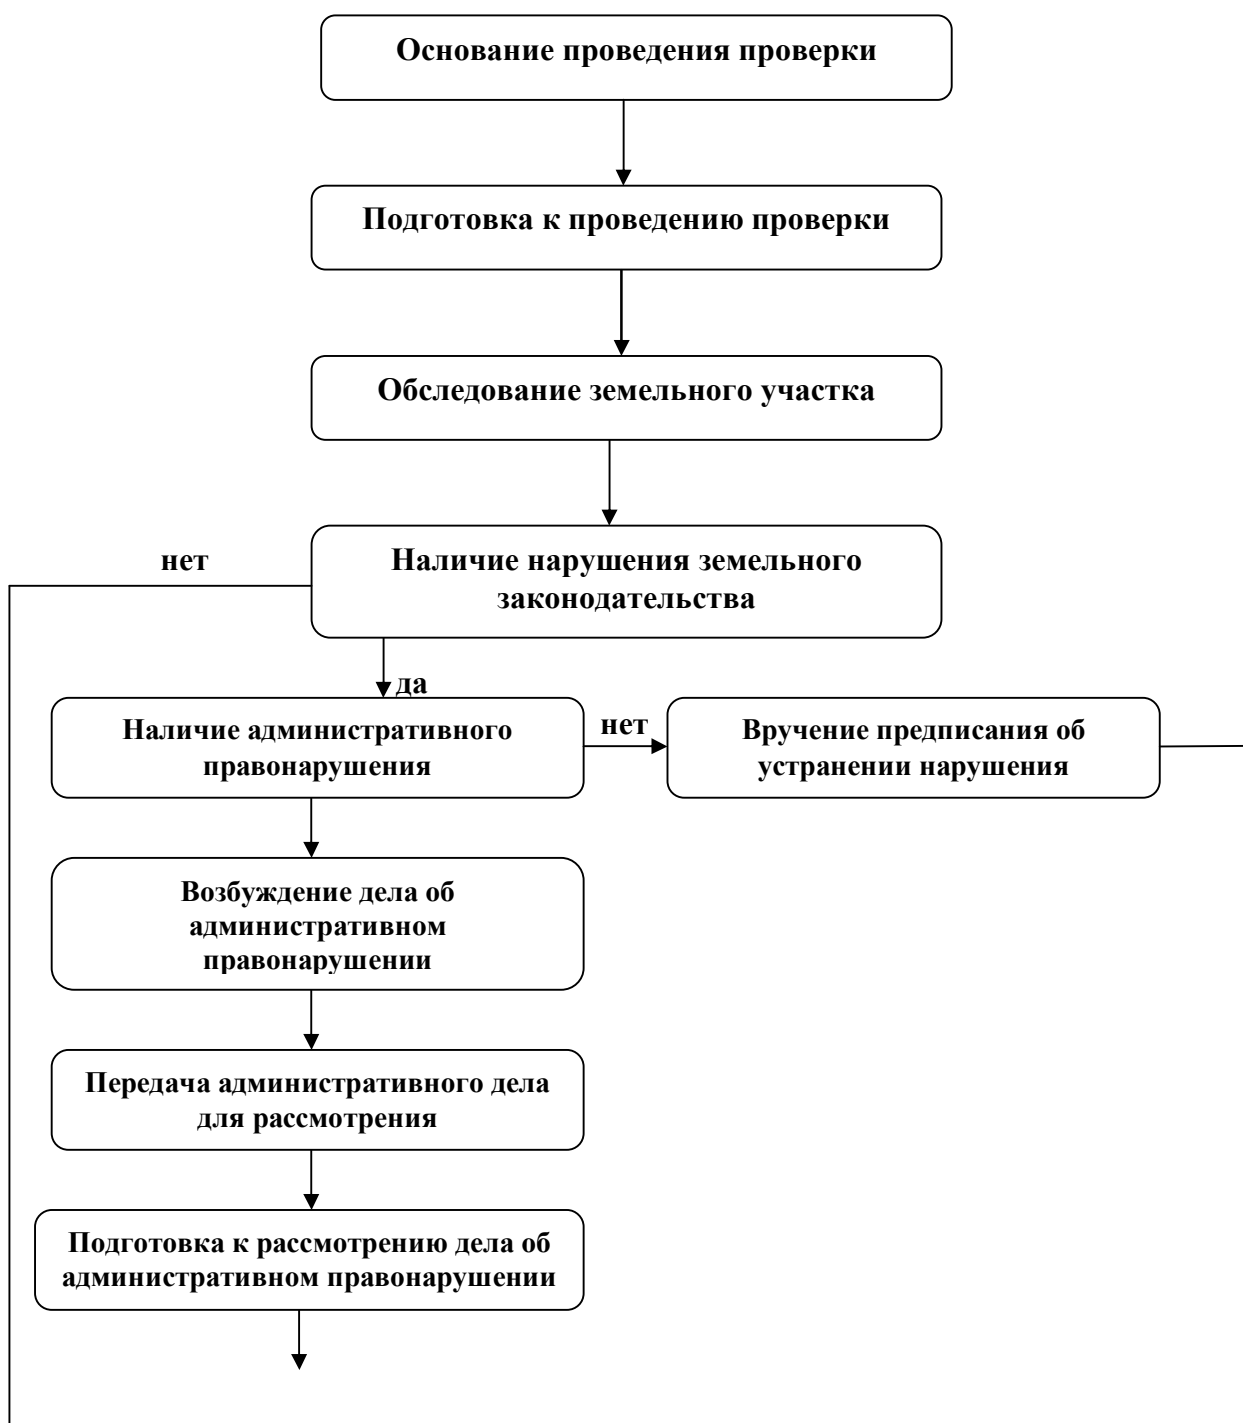 Основание проведения проверки
Подготовка к проведению проверки
Обследование земельного участка
нет
Наличие нарушения земельного
законодательства
да
Наличие административного
правонарушения
нет
Вручение предписания об
устранении нарушения
Возбуждение дела об
административном
правонарушении
Передача административного дела
для рассмотрения
Подготовка к рассмотрению дела об
административном правонарушении